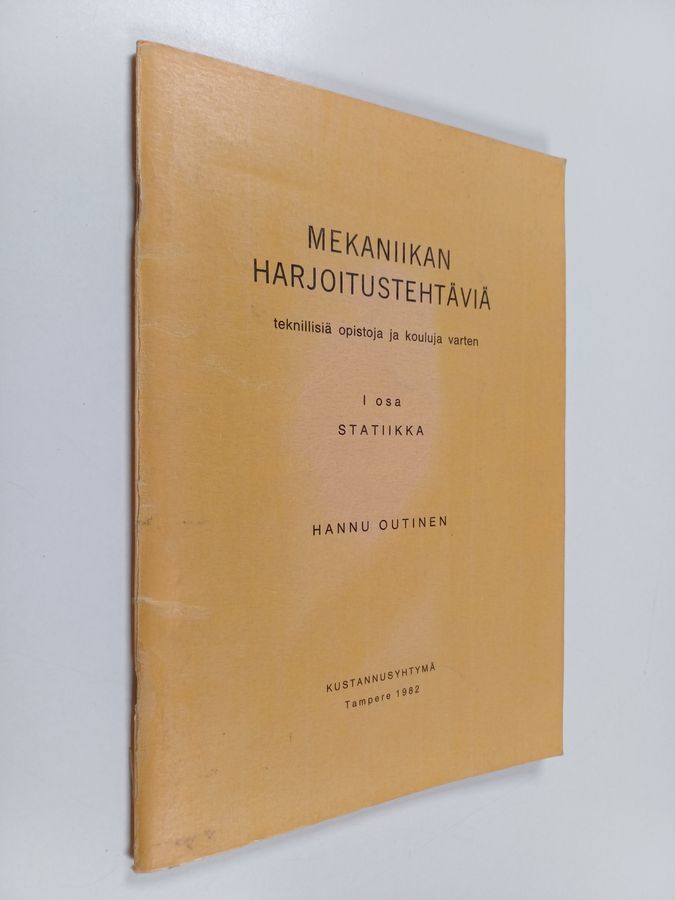 MEKANIIKAN
HARJOITUSTEHTÄVIÄ
teknillisiä opistoja ja kouluja varten
I osa
STATIIKKA
HANNU OUTINEN
KUSTANNUSYHTYMÄ
Tampere 1982